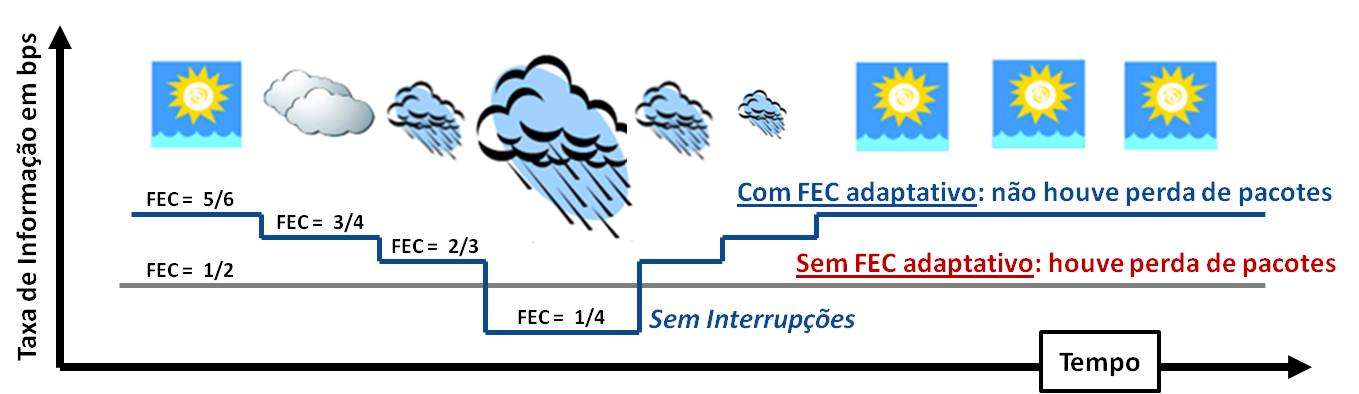 Taxa de Informação em bps
FEC = 5/6
Com FEC adaptativo: não houve perda de pacotes
FEC = 3/4
FEC = 2/3
FEC = 1/2
Sem FEC adaptativo: houve perda de pacotes
FEC = 1/4
Sem Interrupções
Tempo